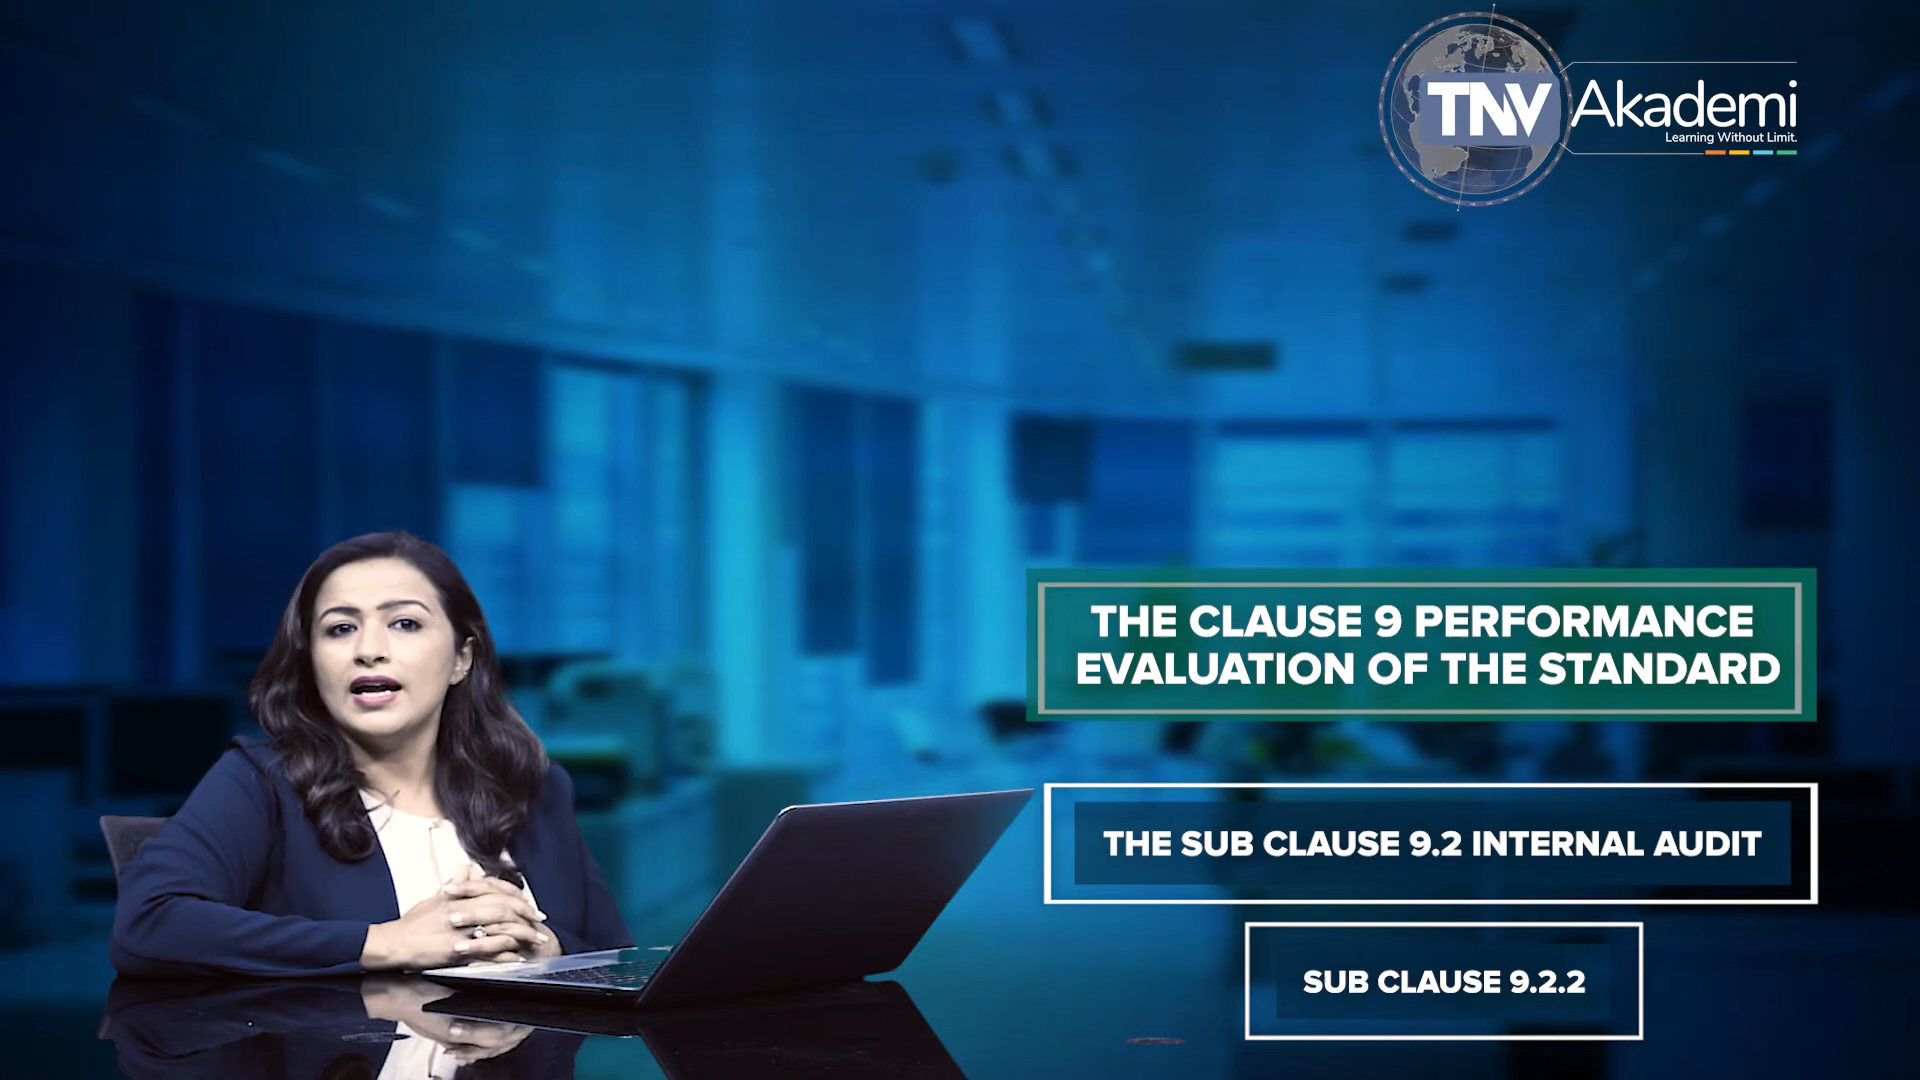 TNV
Akademi
Learning Without Limit.
THE CLAUSE 9 PERFORMANCE
EVALUATION OF THE STANDARD
THE SUB CLAUSE 9.2 INTERNAL AUDIT
SUB CLAUSE 9.2.2